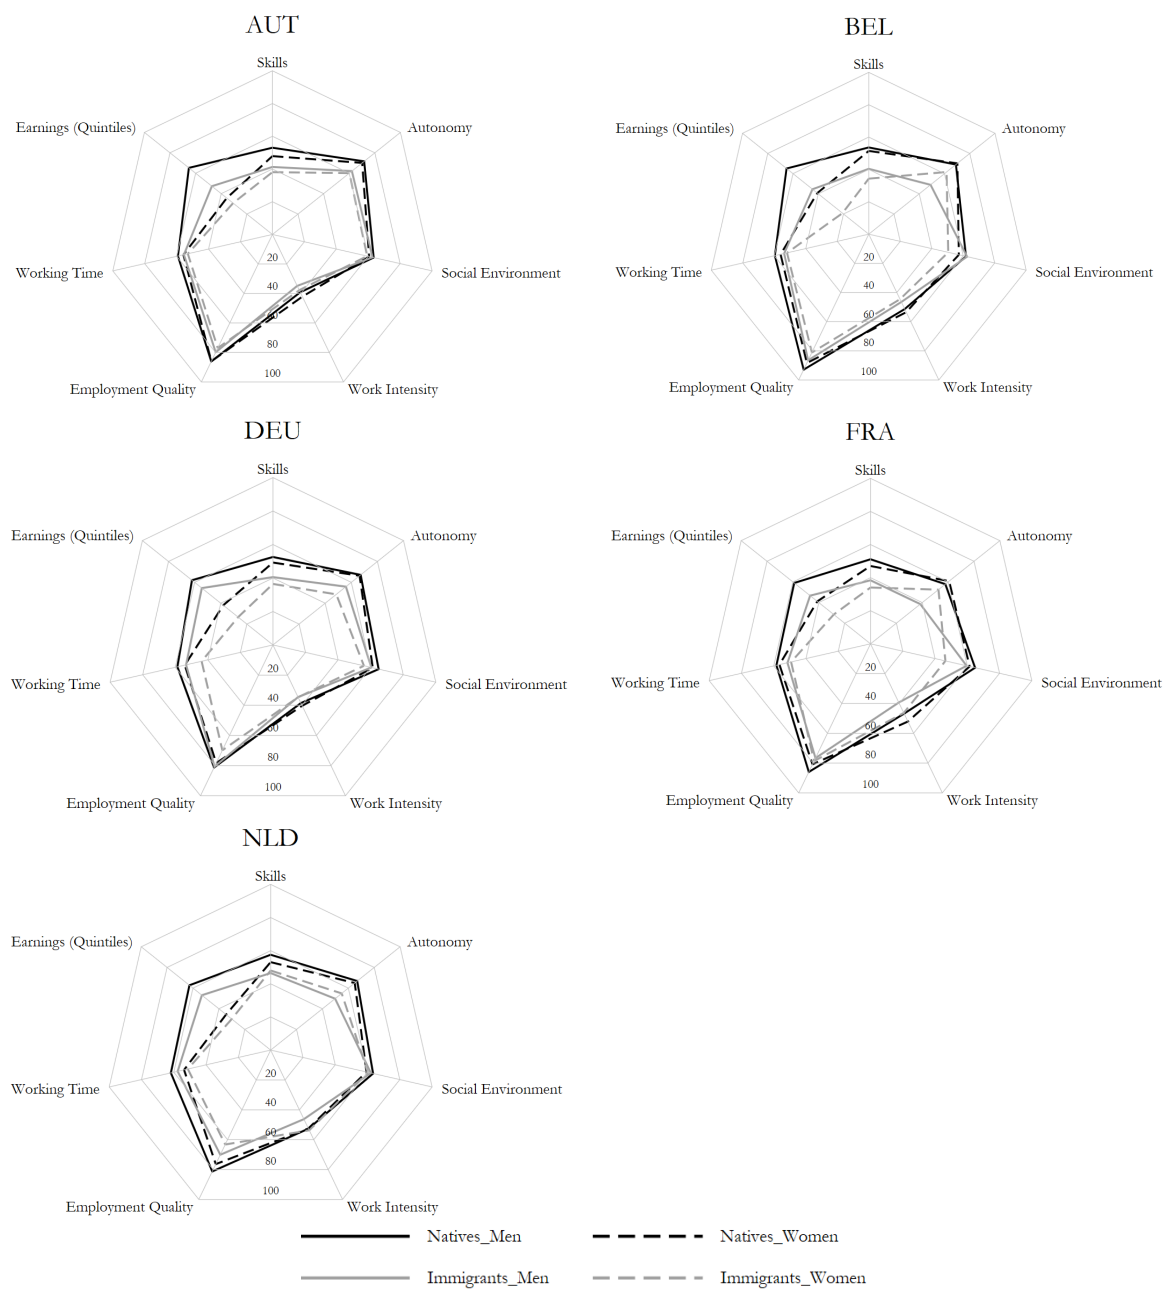 AUT
Skills
Earnings (Quintiles)
Autonomy
Working Time
20
Social Environment
40
60
80
100
Employment Quality
Work Intensity
BEL
Skills
Earnings (Quintiles)
Autonomy
Working Time
20
Social Environment
40
60
80
100
Employment Quality
Work Intensity
DEU
Skills
Earnings (Quintiles)
Autonomy
20
Working Time
Social Environment
40
60
80
100
Employment Quality
Work Intensity
FRA
Skills
Earnings (Quintiles)
Autonomy
20
Working Time
Social Environment
40
60
80
100
Employment Quality
Work Intensity
NLD
Skills
Earnings (Quintiles)
Autonomy
20
Working Time
Social Environment
40
60
80
100
Employment Quality
Work Intensity
Natives_Men
Natives_Women
Immigrants_Men
Immigrants_Women